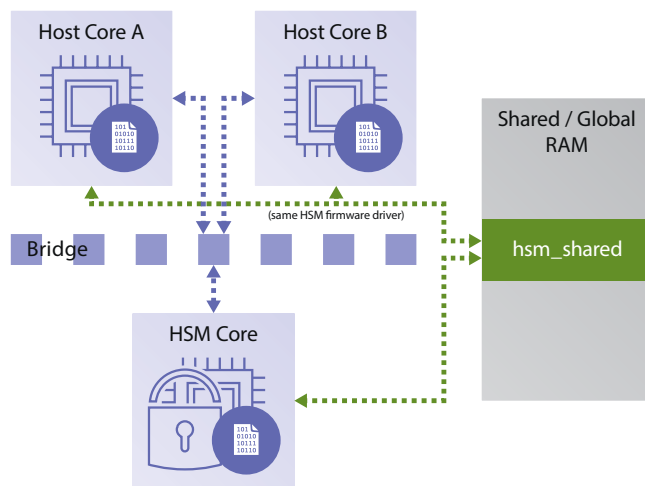 Host Core A
101
01010
10111
10110
Host Core B
101
01010
10111
10110
Shared / Global
RAM
(same HSM firmware driver)
Bridge
hsm_shared
HSM Core
101
01010
10111
10110